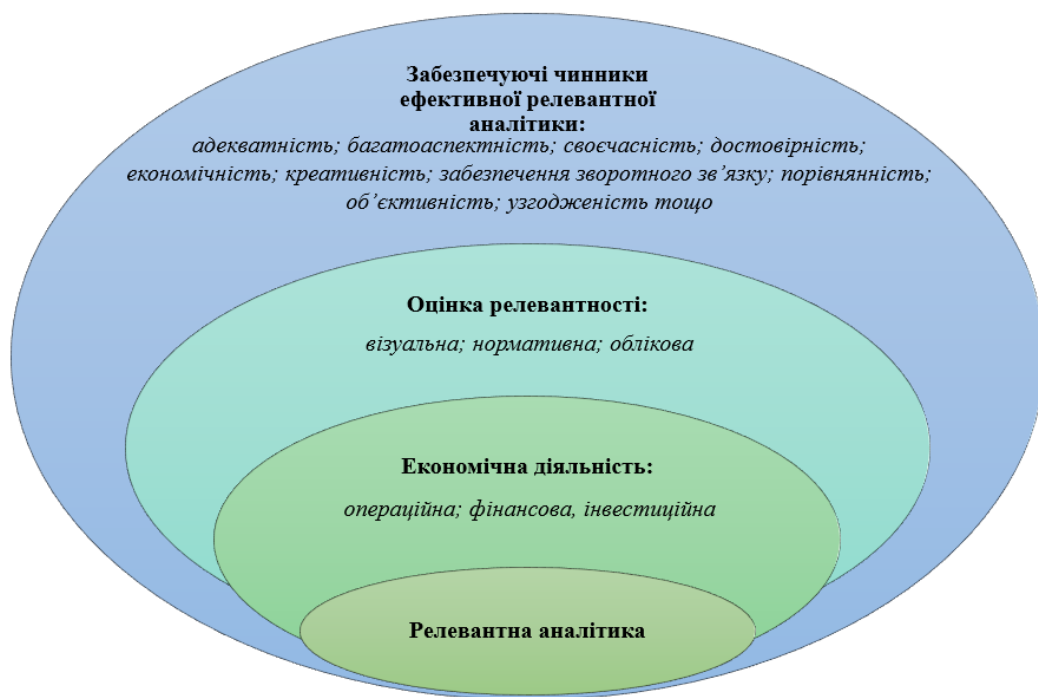 Забезпечуючі чинники
ефективної релевантної
аналітики:
адекватність; багатоаспектність; своєчасність; достовірність;
економічність; креативність; забезпечення зворотного зв’язку; порівнянність;
об’єктивність; узгодженість тощо
Оцінка релевантності:
візуальна; нормативна; облікова
Економічна діяльність:
операційна; фінансова, інвестиційна
Релевантна аналітика